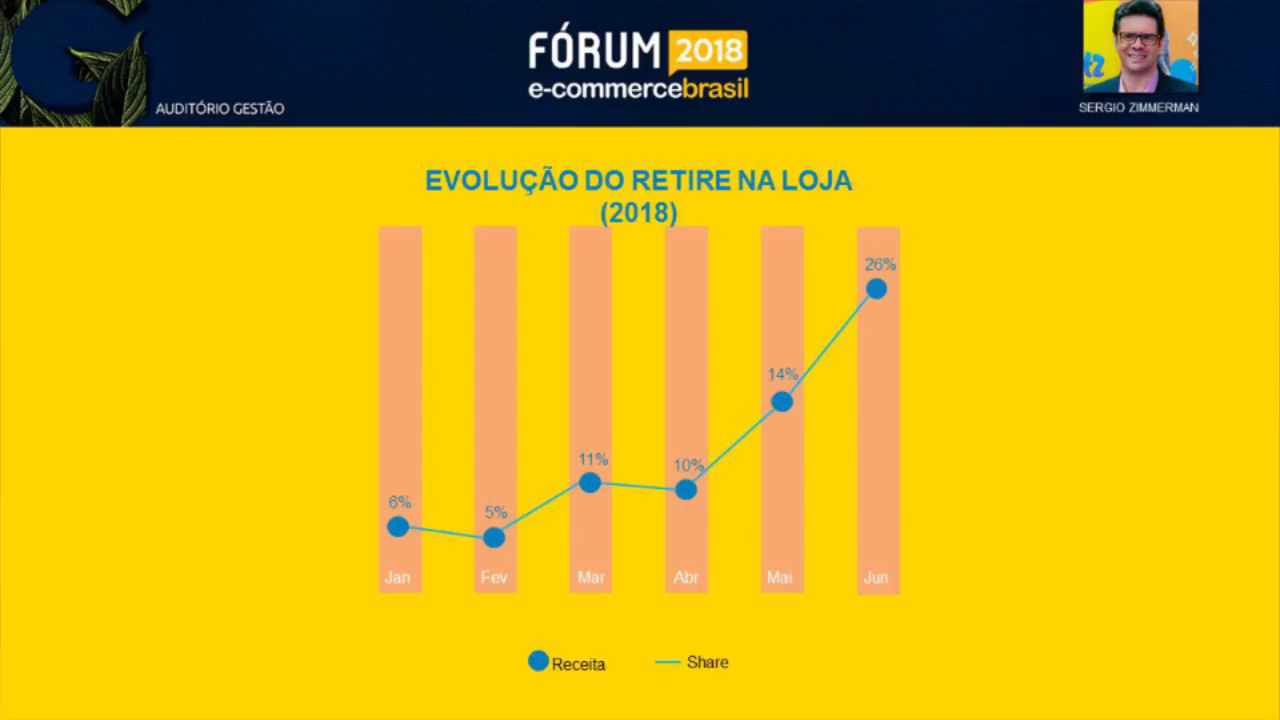 AUDITÓRIO GESTÃO
FÓRUM 2018
e-commercebrasil
SERGIO ZIMMERMAN
EVOLUÇÃO DO RETIRE NA LOJA
(2018)
26%
14%
11%
10%
6%
5%
Jan Fev Mar Abr Mai Jun
Receita Share